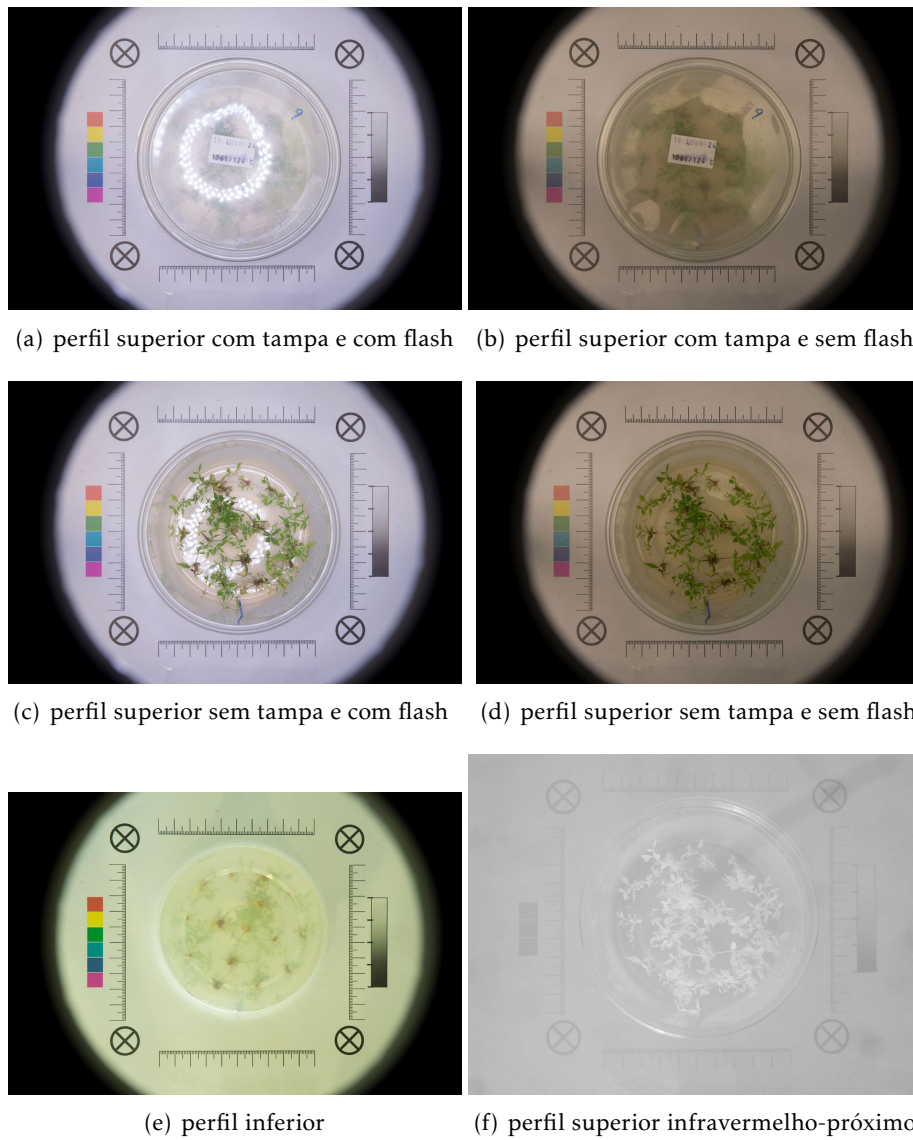 (a) perfil superior com tampa e com flash
(b) perfil superior com tampa e sem flash
(c) perfil superior sem tampa e com flash
(d) perfil superior sem tampa e sem flash
(e) perfil inferior
(f) perfil superior infravermelho-próximo